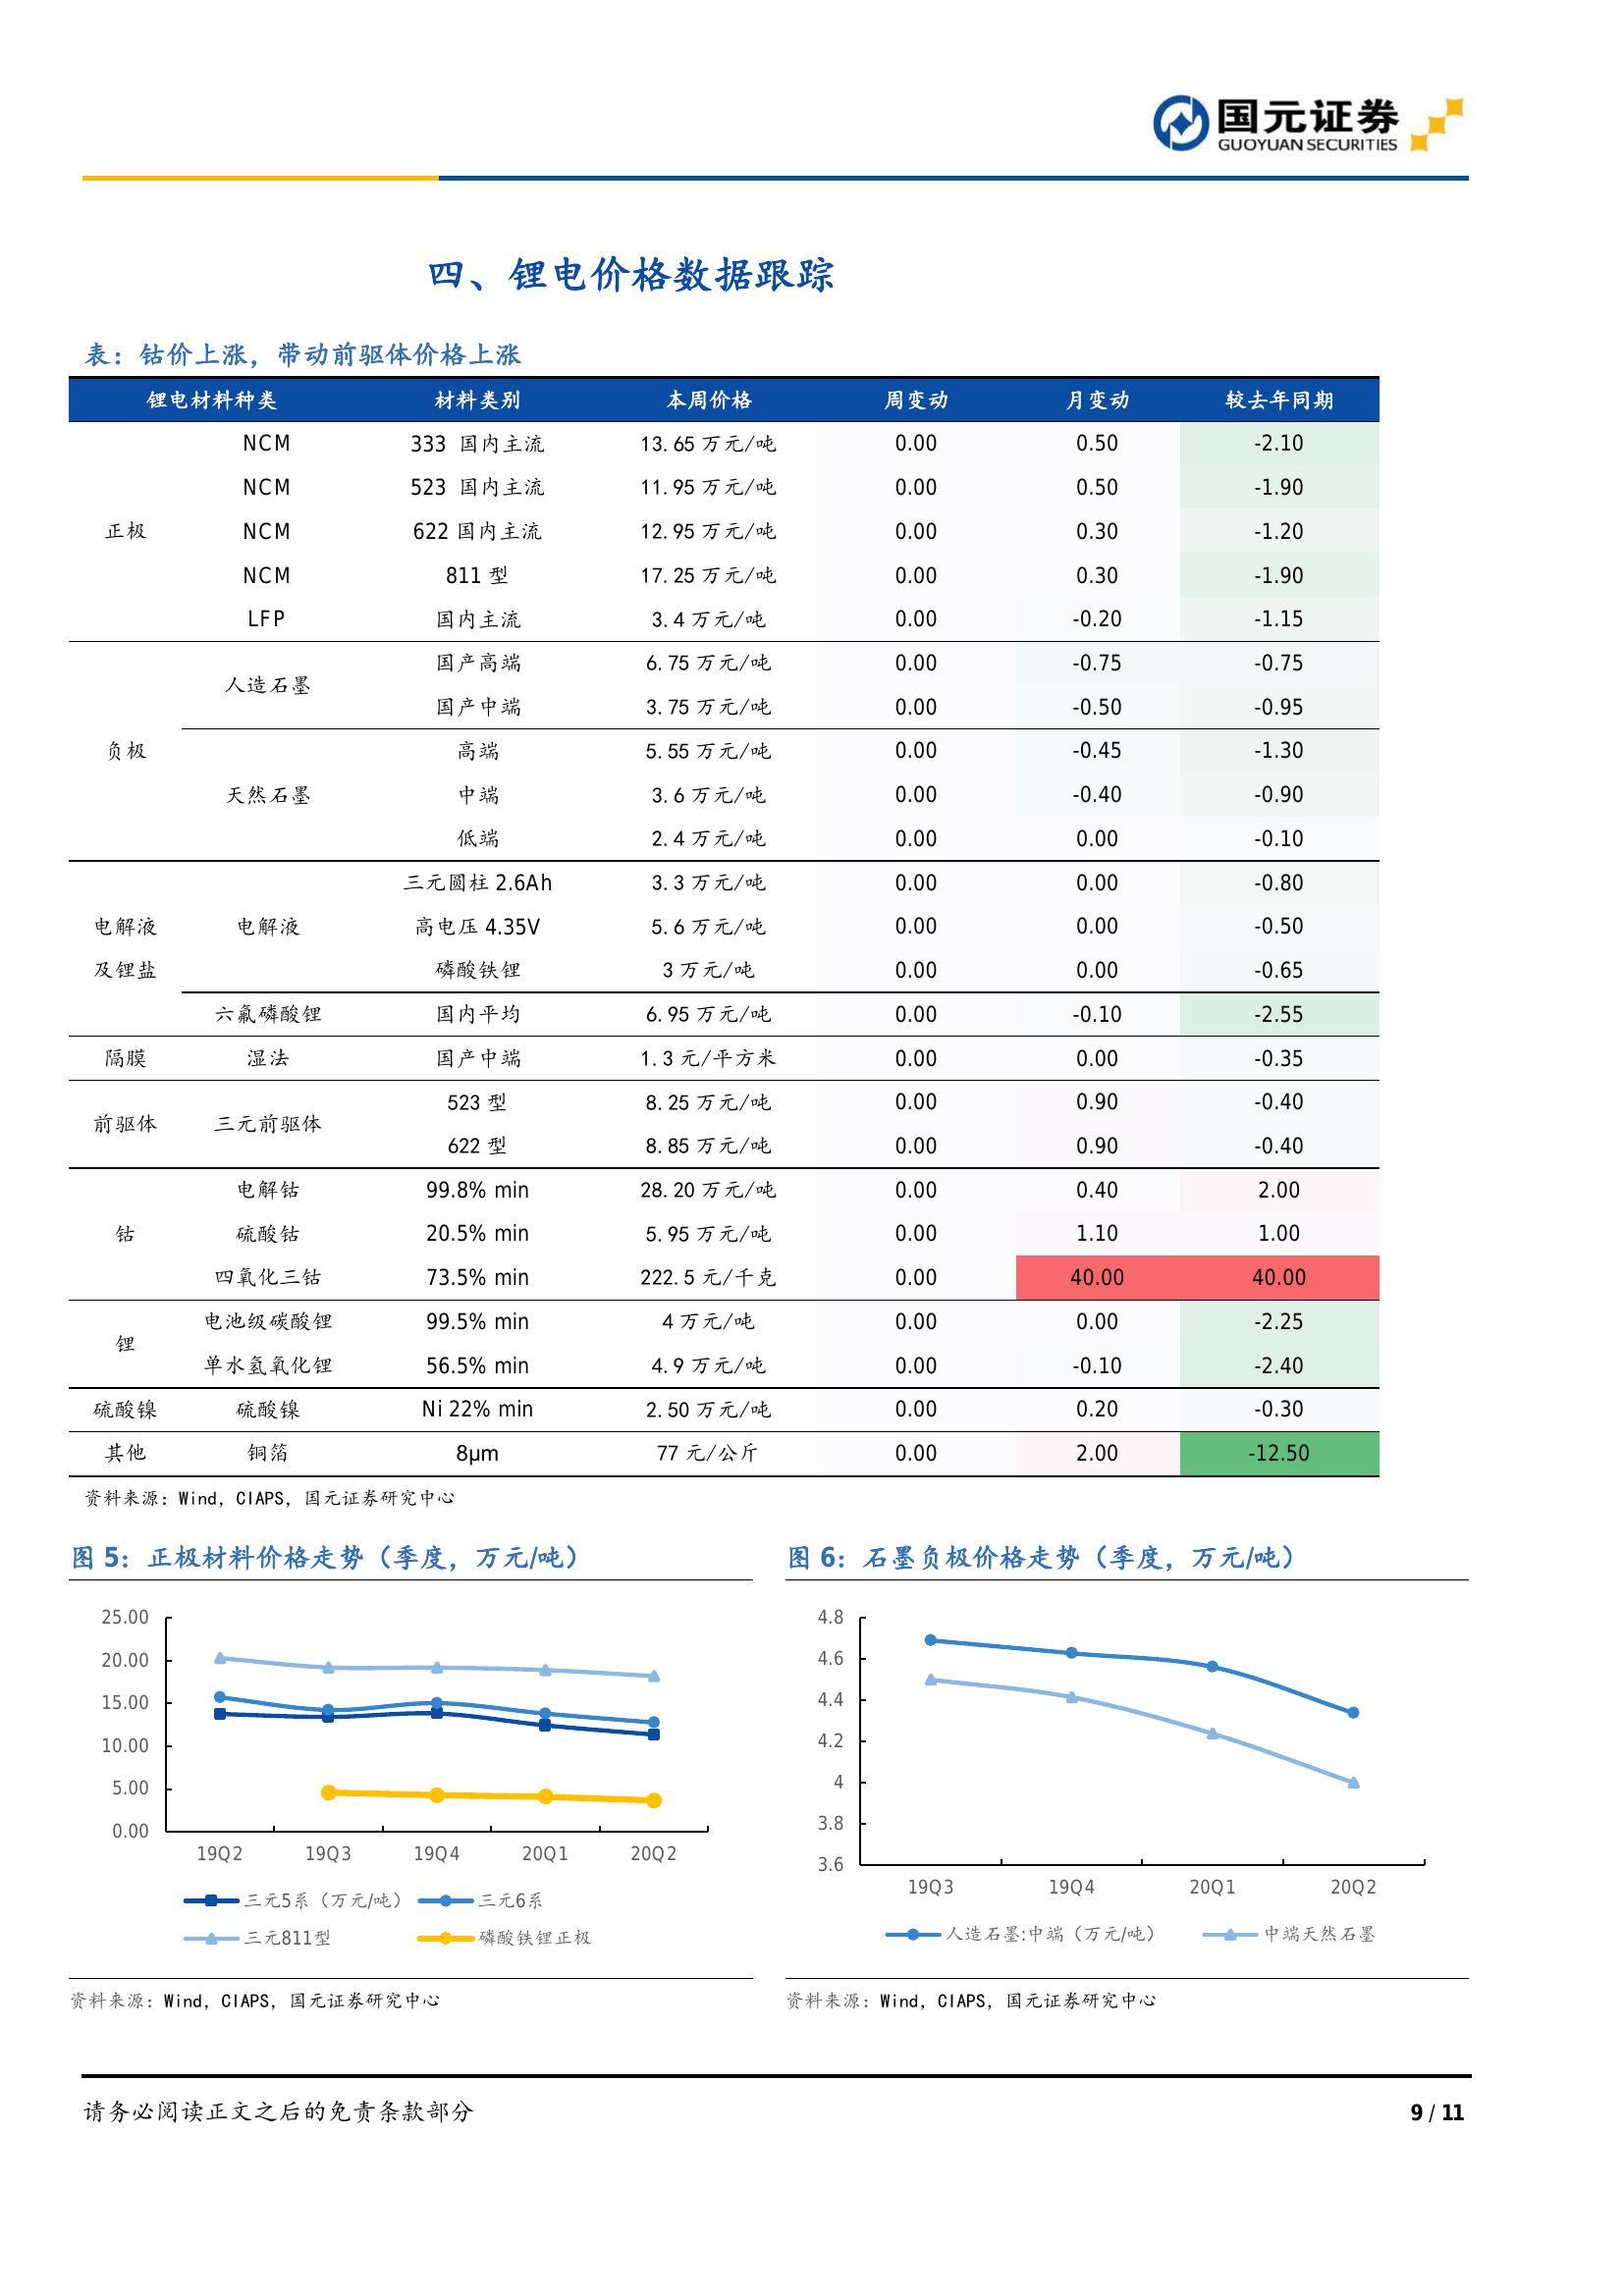 国元证券
GUOYUAN SECURITIES
四、锂电价格数据跟踪
表：钴价上涨，带动前驱体价格上涨
锂电材料种类 材料类别 本周价格 周变动 月变动 较去年同期
正极 NCM 333 国内主流 13.65 万元/吨 0.00 0.50 -2.10
NCM 523 国内主流 11.95 万元/吨 0.00 0.50 -1.90
NCM 622 国内主流 12.95 万元/吨 0.00 0.30 -1.20
NCM 811 型 17.25 万元/吨 0.00 0.30 -1.90
LFP 国内主流 3.4 万元/吨 0.00 -0.20 -1.15
负极 人造石墨 国产高端 6.75 万元/吨 0.00 -0.75 -0.75
国产中端 3.75 万元/吨 0.00 -0.50 -0.95
天然石墨 高端 5.55 万元/吨 0.00 -0.45 -1.30
中端 3.6 万元/吨 0.00 -0.40 -0.90
低端 2.4 万元/吨 0.00 0.00 -0.10
三元圆柱 2.6Ah 3.3 万元/吨 0.00 0.00 -0.80
电解液 电解液 高电压 4.35V 5.6 万元/吨 0.00 0.00 -0.50
及锂盐 磷酸铁锂 3 万元/吨 0.00 0.00 -0.65
六氟磷酸锂 国内平均 6.95 万元/吨 0.00 -0.10 -2.55
隔膜 湿法 国产中端 1.3 元/平方米 0.00 0.00 -0.35
前驱体 三元前驱体 523 型 8.25 万元/吨 0.00 0.90 -0.40
622 型 8.85 万元/吨 0.00 0.90 -0.40
钴 电解钴 99.8% min 28.20 万元/吨 0.00 0.40 2.00
硫酸钴 20.5% min 5.95 万元/吨 0.00 1.10 1.00
四氧化三钴 73.5% min 222.5 元/千克 0.00 40.00 40.00
锂 电池级碳酸锂 99.5% min 4 万元/吨 0.00 0.00 -2.25
单水氢氧化锂 56.5% min 4.9 万元/吨 0.00 -0.10 -2.40
硫酸镍 硫酸镍 Ni 22% min 2.50 万元/吨 0.00 0.20 -0.30
其他 铜箔 8μm 77 元/公斤 0.00 2.00 -12.50
资料来源：Wind，CIAPS，国元证券研究中心
图 5：正极材料价格走势（季度，万元/吨）
25.00
20.00
15.00
10.00
5.00
0.00
19Q2 19Q3 19Q4 20Q1 20Q2
三元5系（万元/吨） 三元6系
三元811型 磷酸铁锂正极
资料来源：Wind，CIAPS，国元证券研究中心
图 6：石墨负极价格走势（季度，万元/吨）
4.8
4.6
4.4
4.2
4
3.8
3.6
19Q3 19Q4 20Q1 20Q2
人造石墨:中端（万元/吨） 中端天然石墨
资料来源：Wind，CIAPS，国元证券研究中心
请务必阅读正文之后的免责条款部分 9 / 11